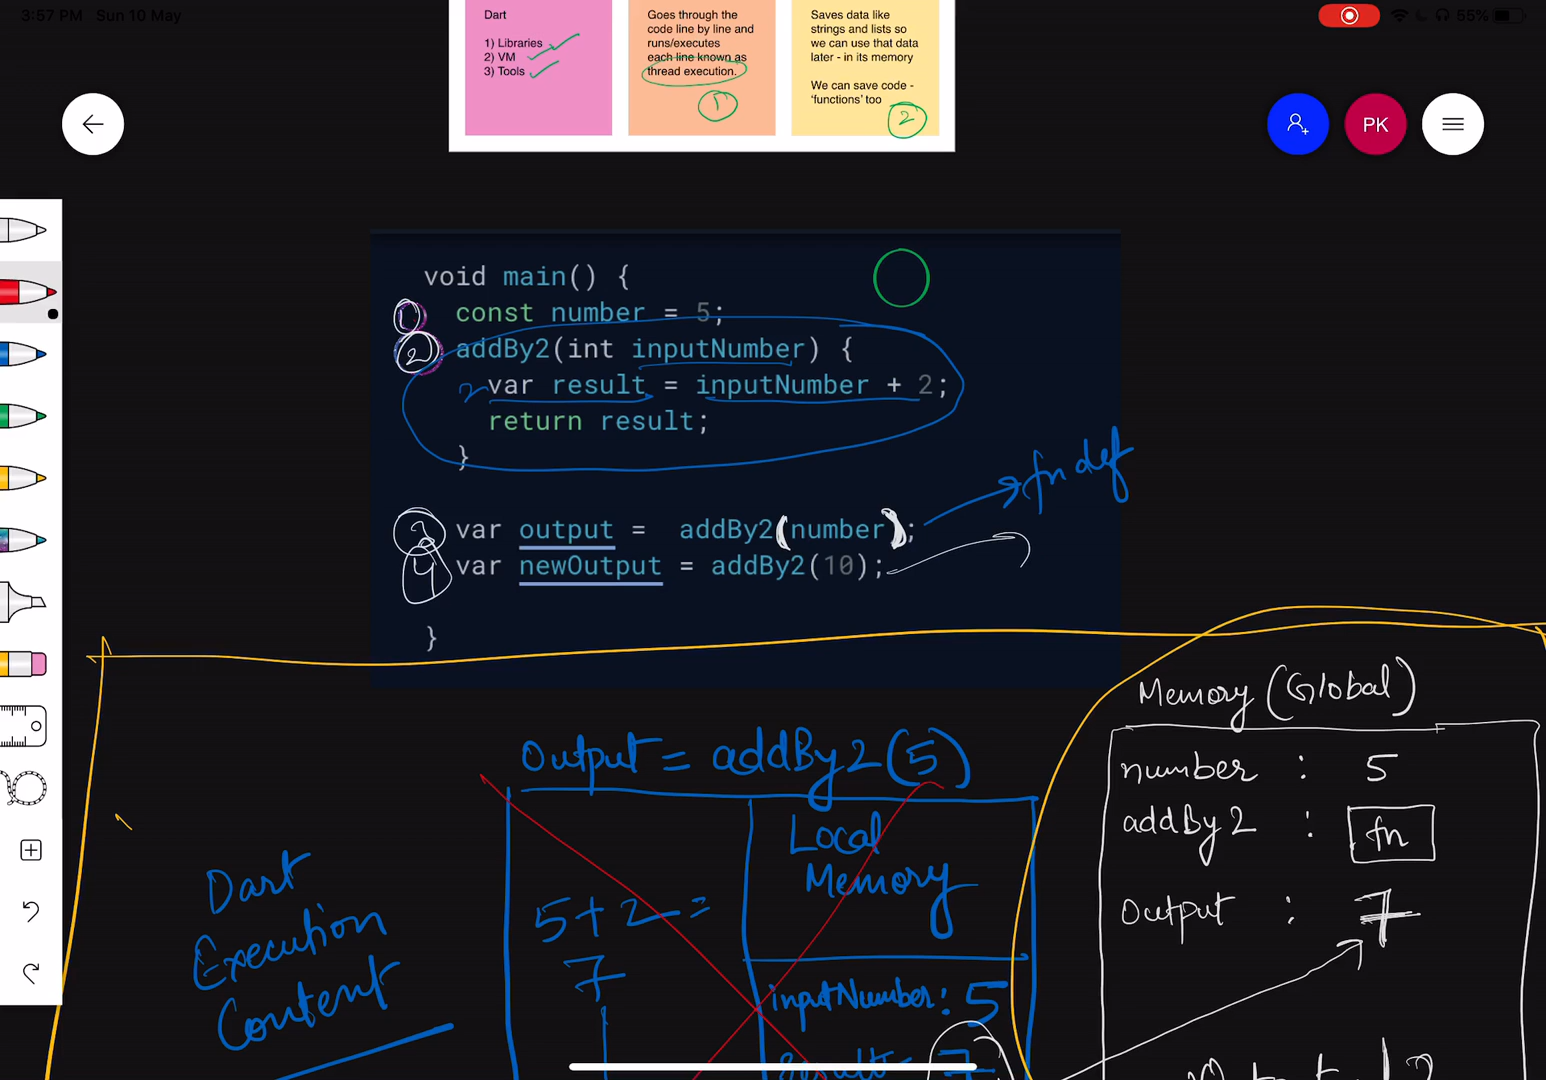 3:57 PM Sun 10 May
55%
Dart
1) Libraries
2) VM
3) Tools
Goes through the
code line by line and
runs/executes
each line known as
thread execution.
1
Saves data like
strings and lists so
we can use that data
later - in its memory
We can save code -
'functions' too
2
PK
void main() {
1 const number = 5;
2 addBy2(int inputNumber) {
var result = inputNumber + 2;
return result;
}
fn def
var output = addBy2(number);
4 var newOutput = addBy2(10);
}
Memory (Global)
number : 5
addBy2 : fn
Output : 7
Output = addBy2(5)
Local
Memory
5+2=
7
inputNumber: 5
Dart
Execution
Content